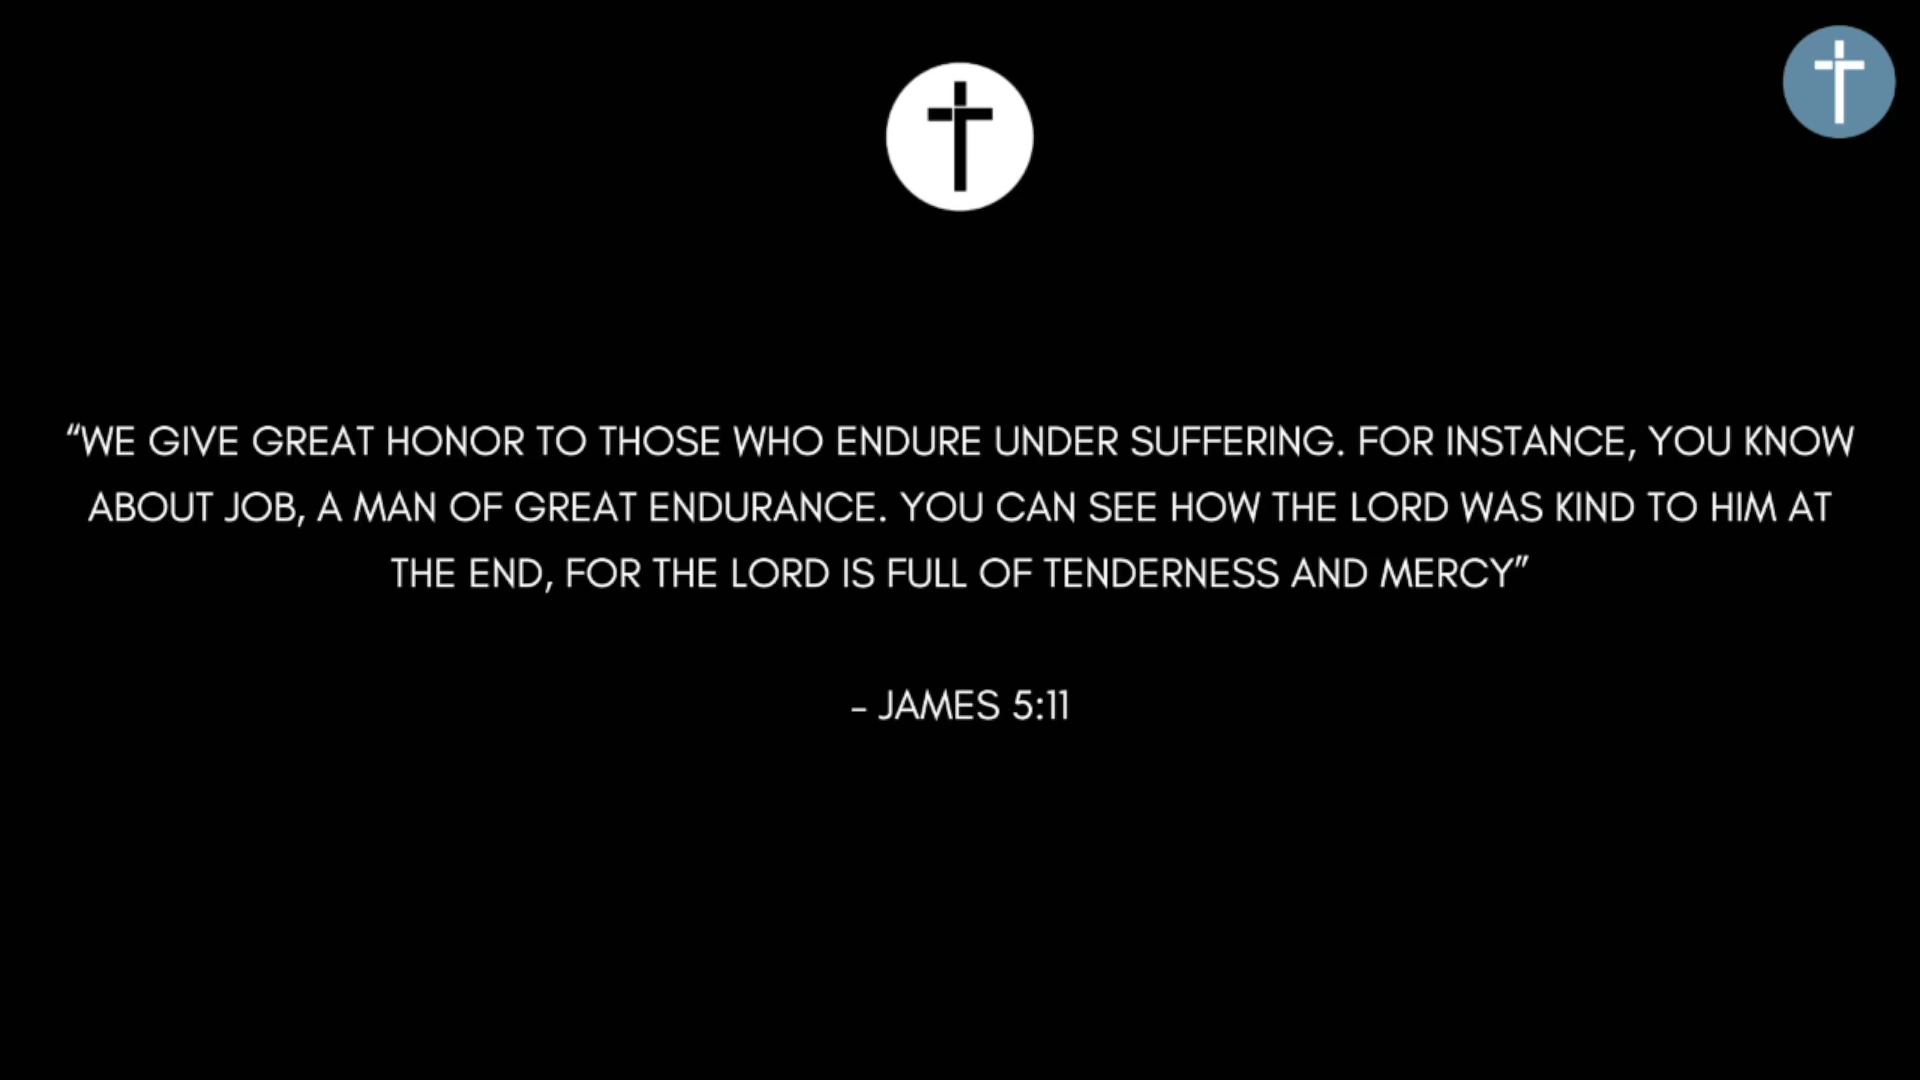 “WE GIVE GREAT HONOR TO THOSE WHO ENDURE UNDER SUFFERING. FOR INSTANCE, YOU KNOW
ABOUT JOB, A MAN OF GREAT ENDURANCE. YOU CAN SEE HOW THE LORD WAS KIND TO HIM AT
THE END, FOR THE LORD IS FULL OF TENDERNESS AND MERCY”
- JAMES 5:11